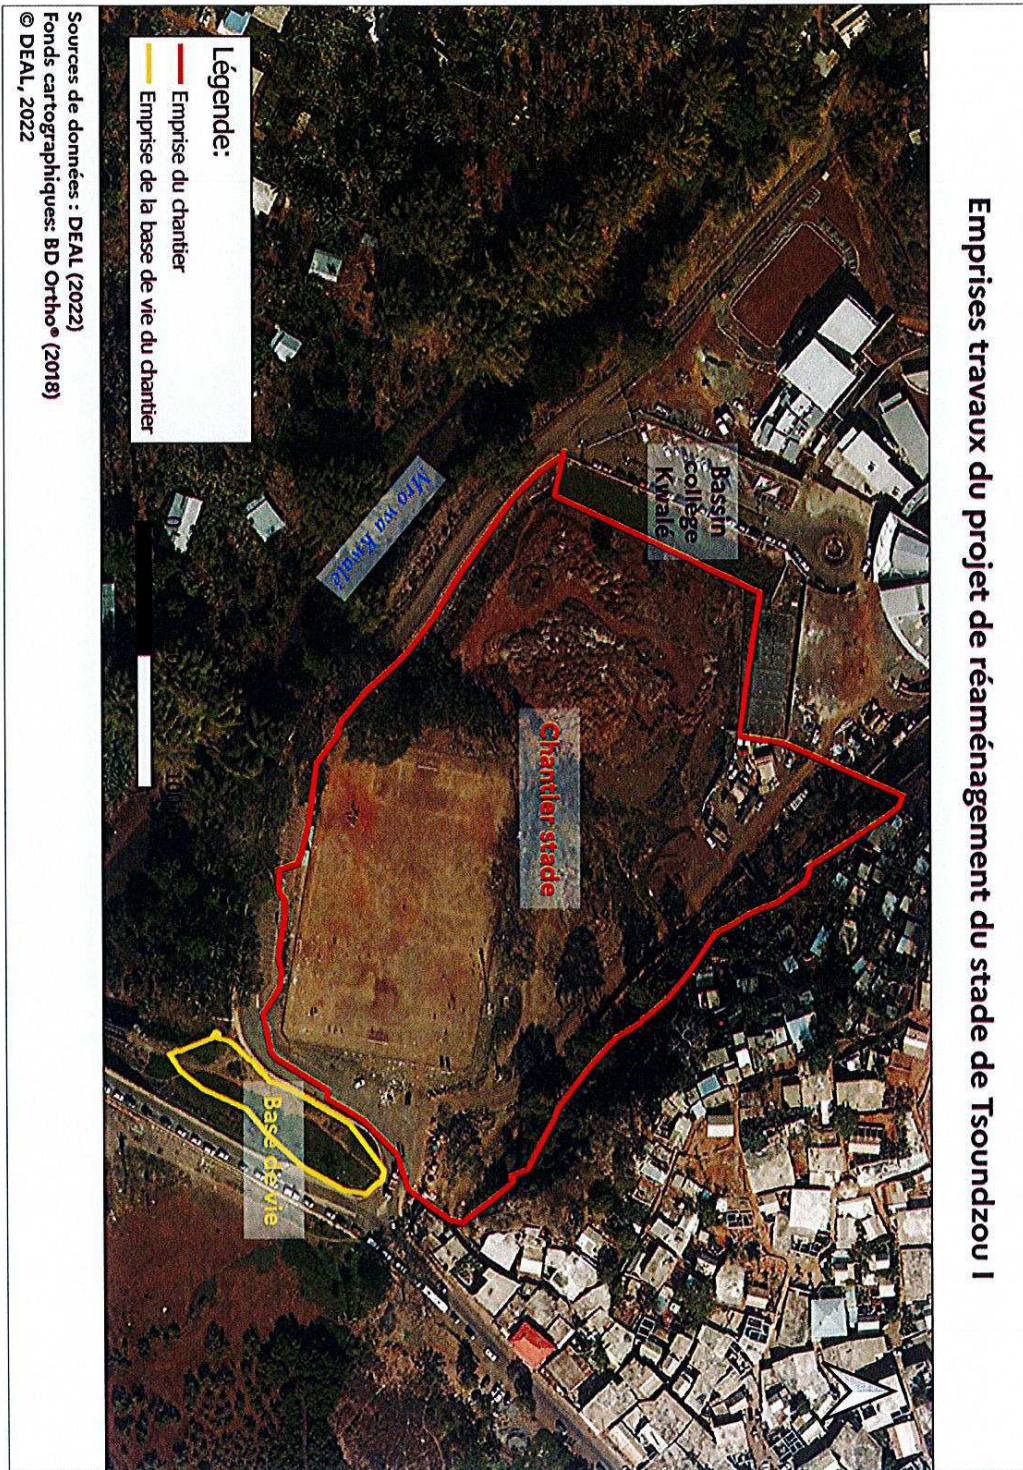 Emprises travaux du projet de réaménagement du stade de Tsoundzou I
Bassin
collège
Kwalé
Chantier stade
Mro wa Kwalé
Base de vie
Légende:
Emprise du chantier
Emprise de la base de vie du chantier
0
Sources de données : DEAL (2022)
Fonds cartographiques: BD Ortho® (2018)
© DEAL, 2022